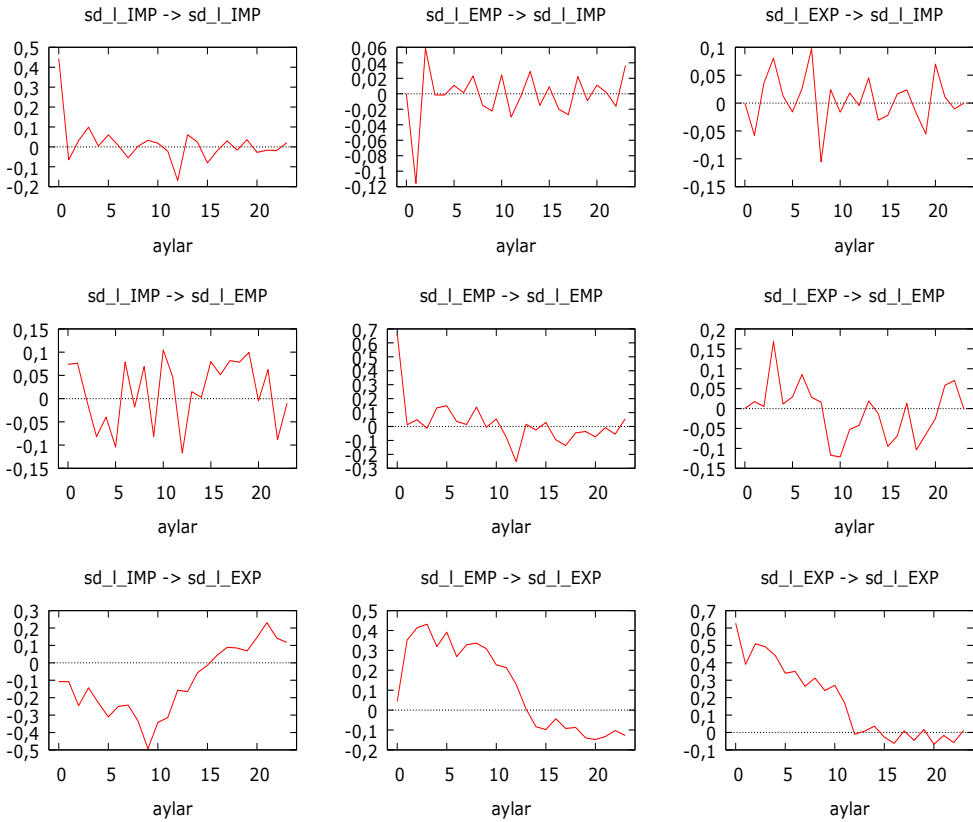 sd_l_IMP -> sd_l_IMP
0,5
0,4
0,3
0,2
0,1
0
-0,1
-0,2
0 5 10 15 20
aylar
sd_l_EMP -> sd_l_IMP
0,06
0,04
0,02
0
-0,02
-0,04
-0,06
-0,08
-0,1
-0,12
0 5 10 15 20
aylar
sd_l_EXP -> sd_l_IMP
0,1
0,05
0
-0,05
-0,1
-0,15
0 5 10 15 20
aylar
sd_l_IMP -> sd_l_EMP
0,15
0,1
0,05
0
-0,05
-0,1
-0,15
0 5 10 15 20
aylar
sd_l_EMP -> sd_l_EMP
0,7
0,6
0,5
0,4
0,3
0,2
0,1
0
-0,1
-0,2
-0,3
0 5 10 15 20
aylar
sd_l_EXP -> sd_l_EMP
0,2
0,15
0,1
0,05
0
-0,05
-0,1
-0,15
0 5 10 15 20
aylar
sd_l_IMP -> sd_l_EXP
0,3
0,2
0,1
0
-0,1
-0,2
-0,3
-0,4
-0,5
0 5 10 15 20
aylar
sd_l_EMP -> sd_l_EXP
0,5
0,4
0,3
0,2
0,1
0
-0,1
-0,2
0 5 10 15 20
aylar
sd_l_EXP -> sd_l_EXP
0,7
0,6
0,5
0,4
0,3
0,2
0,1
0
-0,1
0 5 10 15 20
aylar